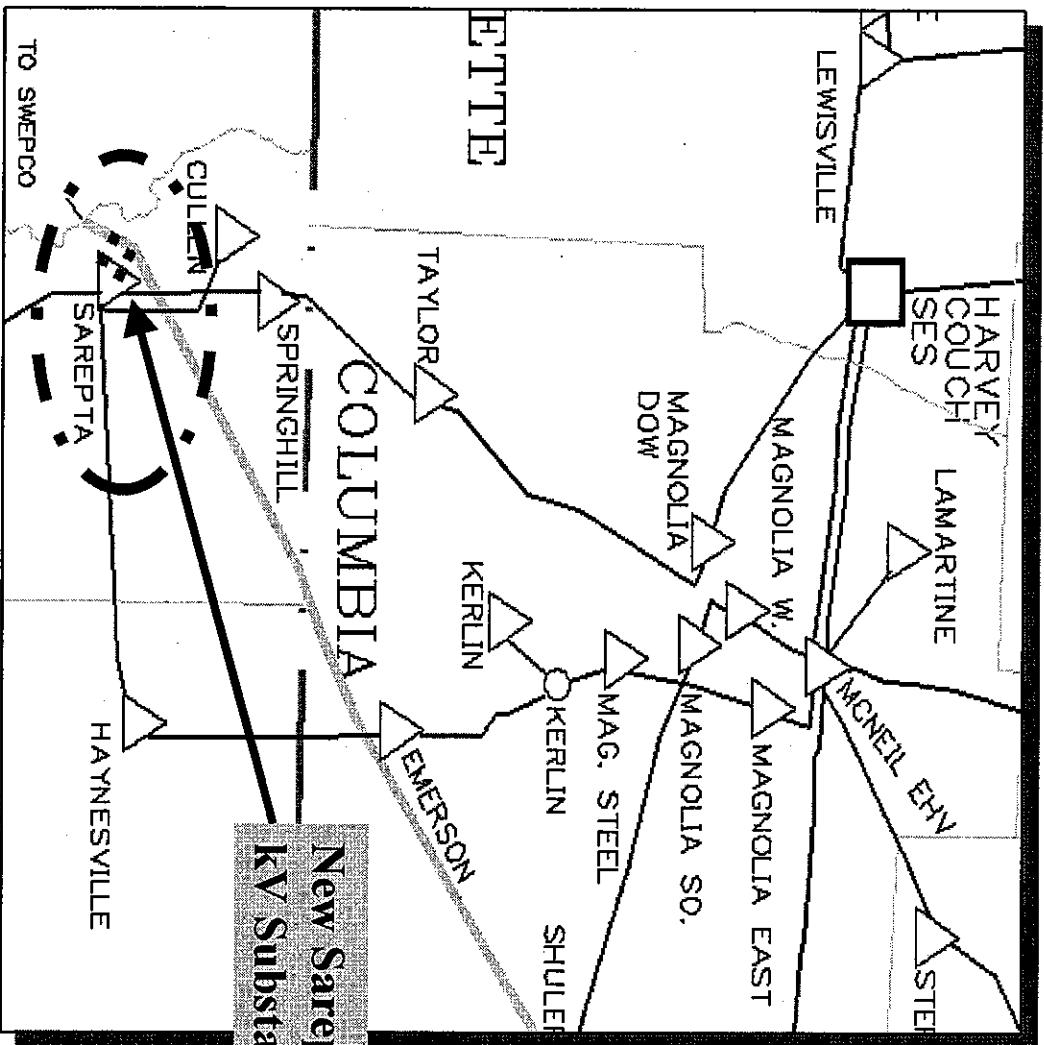 HARVEY
COUCH
SES
LAMARTINE
LEWISVILLE
MCNEIL EHV
MAGNOLIA W.
MAGNOLIA EAST
MAGNOLIA
DOW
MAGNOLIA SO.
MAG. STEEL
KERLIN
KERLIN
SHULER
ETTE
TAYLOR
EMERSON
COLUMBIA
SPRINGHILL
CULLEN
SAREPTA
HAYNESVILLE
TO SWEPCO
New Sare
kV Substa